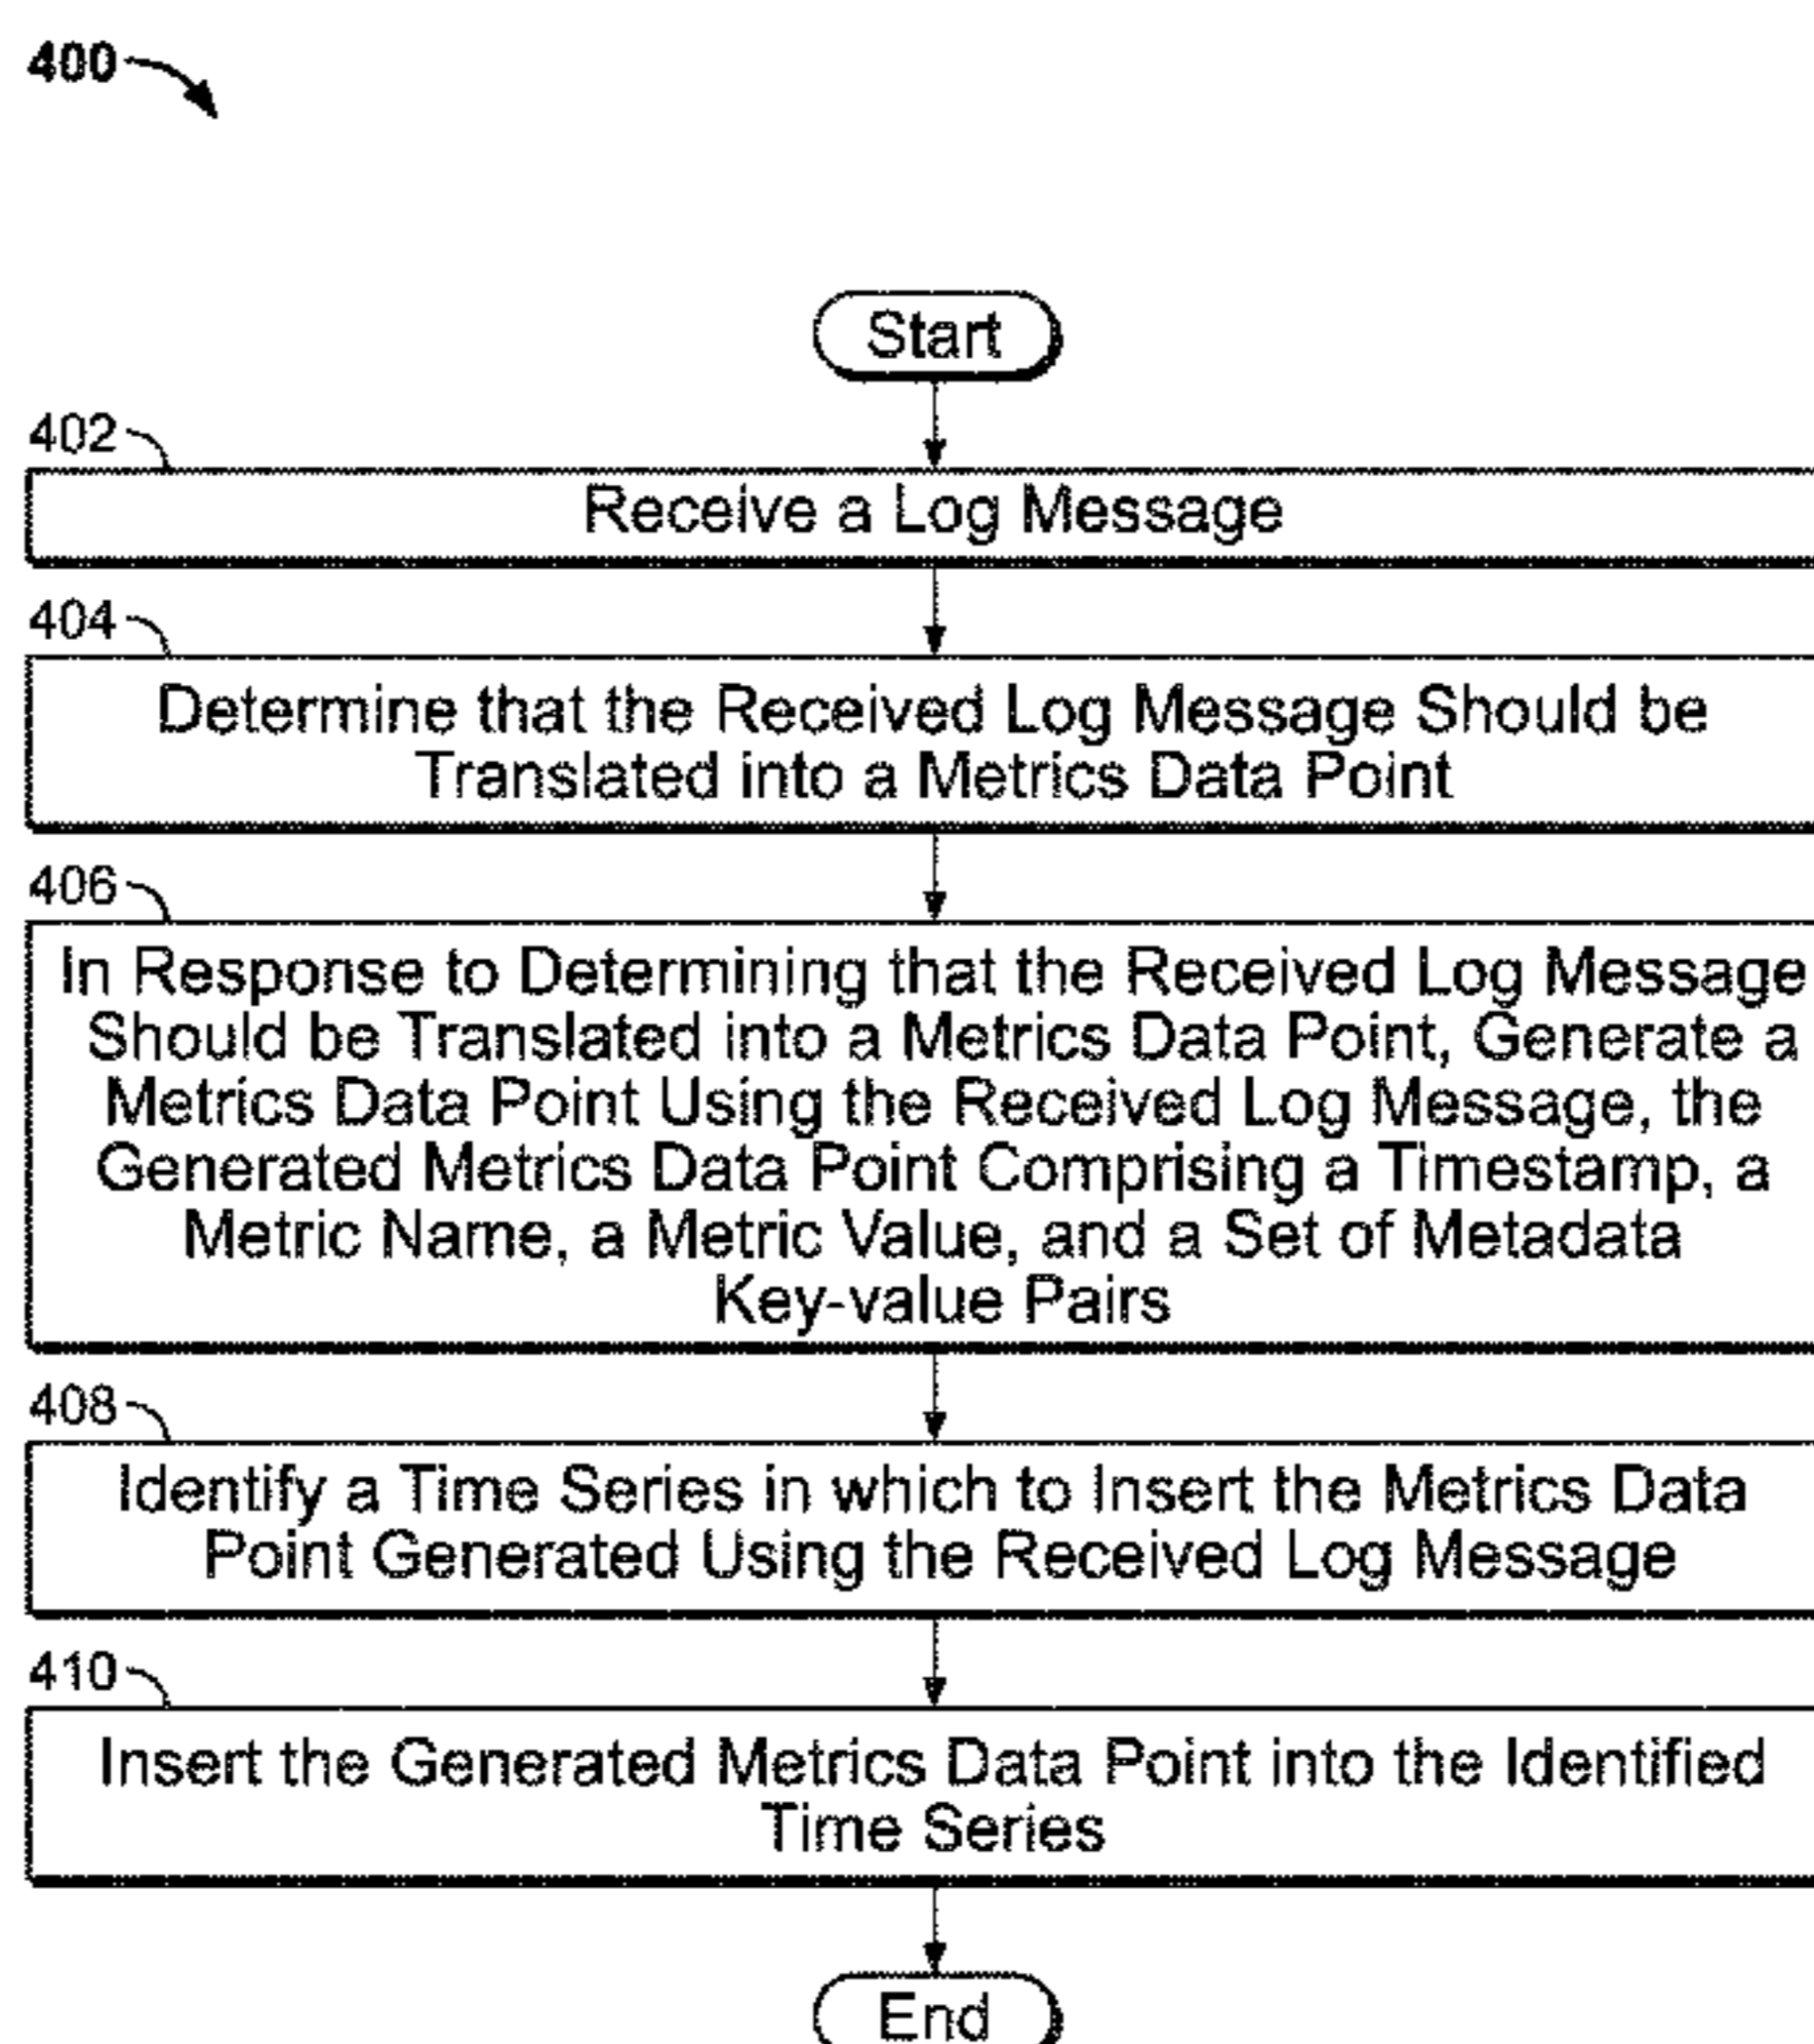 400
Start
402
Receive a Log Message
404
Determine that the Received Log Message Should be
Translated into a Metrics Data Point
406
In Response to Determining that the Received Log Message
Should be Translated into a Metrics Data Point, Generate a
Metrics Data Point Using the Received Log Message, the
Generated Metrics Data Point Comprising a Timestamp, a
Metric Name, a Metric Value, and a Set of Metadata
Key-value Pairs
408
Identify a Time Series in which to Insert the Metrics Data
Point Generated Using the Received Log Message
410
Insert the Generated Metrics Data Point into the Identified
Time Series
End